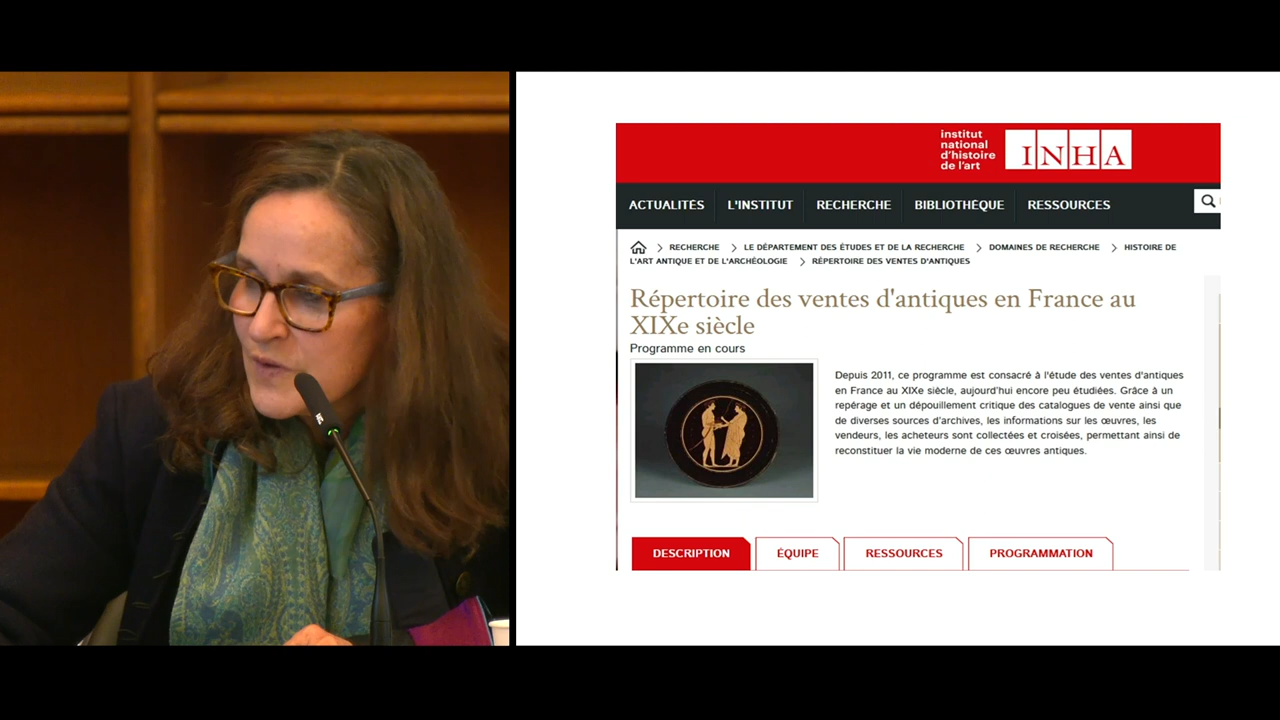 institut
national
d'histoire
de l'art
INHA
ACTUALITÉS L'INSTITUT RECHERCHE BIBLIOTHÈQUE RESSOURCES
RECHERCHE LE DÉPARTEMENT DES ÉTUDES ET DE LA RECHERCHE DOMAINES DE RECHERCHE HISTOIRE DE
L'ART ANTIQUE ET DE L'ARCHÉOLOGIE RÉPERTOIRE DES VENTES D'ANTIQUES
Répertoire des ventes d'antiques en France au
XIXe siècle
Programme en cours
Depuis 2011, ce programme est consacré à l'étude des ventes d'antiques
en France au XIXe siècle, aujourd'hui encore peu étudiées. Grâce à un
repérage et un dépouillement critique des catalogues de vente ainsi que
de diverses sources d'archives, les informations sur les œuvres, les
vendeurs, les acheteurs sont collectées et croisées, permettant ainsi de
reconstituer la vie moderne de ces œuvres antiques.
DESCRIPTION ÉQUIPE RESSOURCES PROGRAMMATION